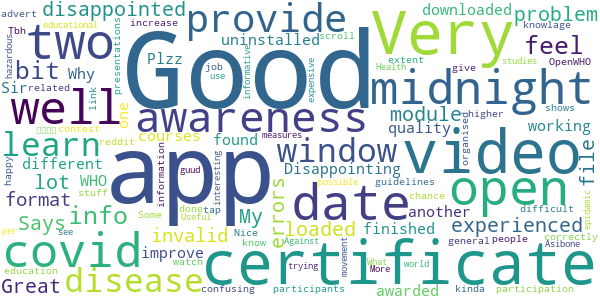 advert
Tbh
educational
increase
disappointed
provide
downloaded
problem
Very
knowlage
hazardous
two
presentations
uninstalled
scroll
Plzz
bit
Why
Good
informative
expensive
job
use
midnight
extent
Health
give
feel
OpenWHO
Sir
related
well
link
one
awareness
module
higher
studies
learn
courses
found
quality
organised
shows
working
contest
reddit
happy
different
app
information
interesting
guud
measures
window
video
Disappointing
guidelines
lot
WHO
My
errors
possible
open
file
format
stuff
done
tap
Useful
date
another
chance
difficult
epidemic
Says
info
Some
invalid
loaded
finished
experienced
correctly
covid
improve
Nice
know
Against
movement
What
general
people
Asibone
Great
disease
watch
trying
More
world
certificate
per
see
education
confusing
participants
awarded
kinda
participation